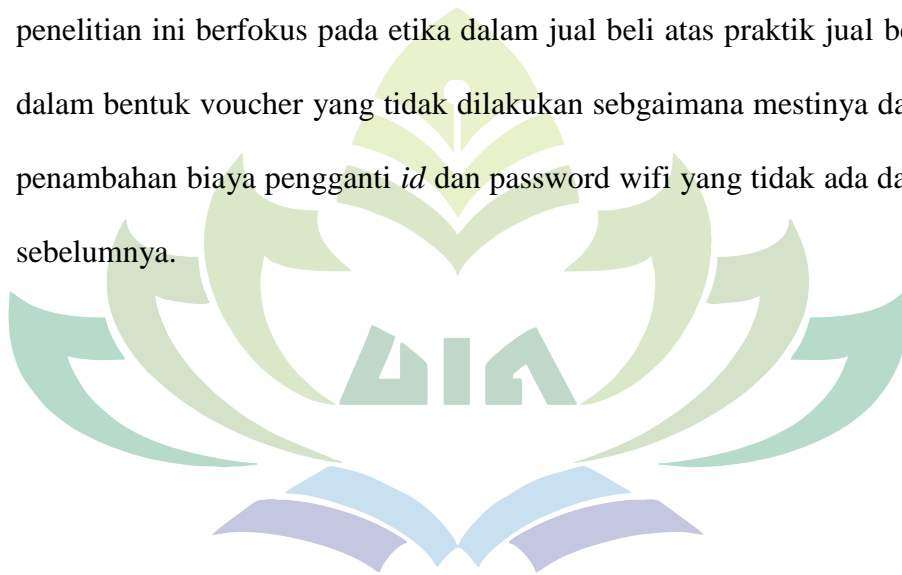 penelitian ini berfokus pada etika dalam jual beli atas praktik jual
dalam bentuk voucher yang tidak dilakukan sebgaimana mestinya
penambahan biaya pengganti id dan password wifi yang tidak ada
sebelumnya.
UIN